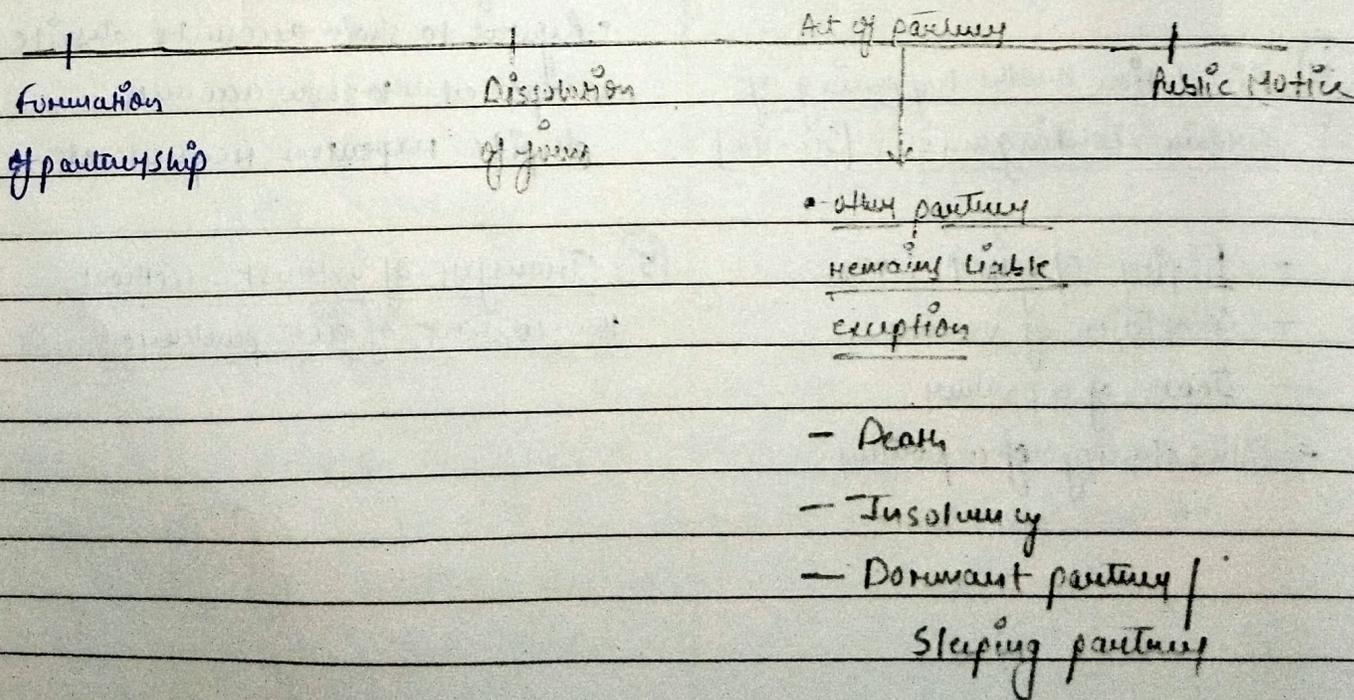 Act of partners
Formation
of partnership
Dissolution
of firm
Public Notice
• other partners
remains liable
exception
- Death
- Insolvency
- Dormant partners /
Sleeping partners